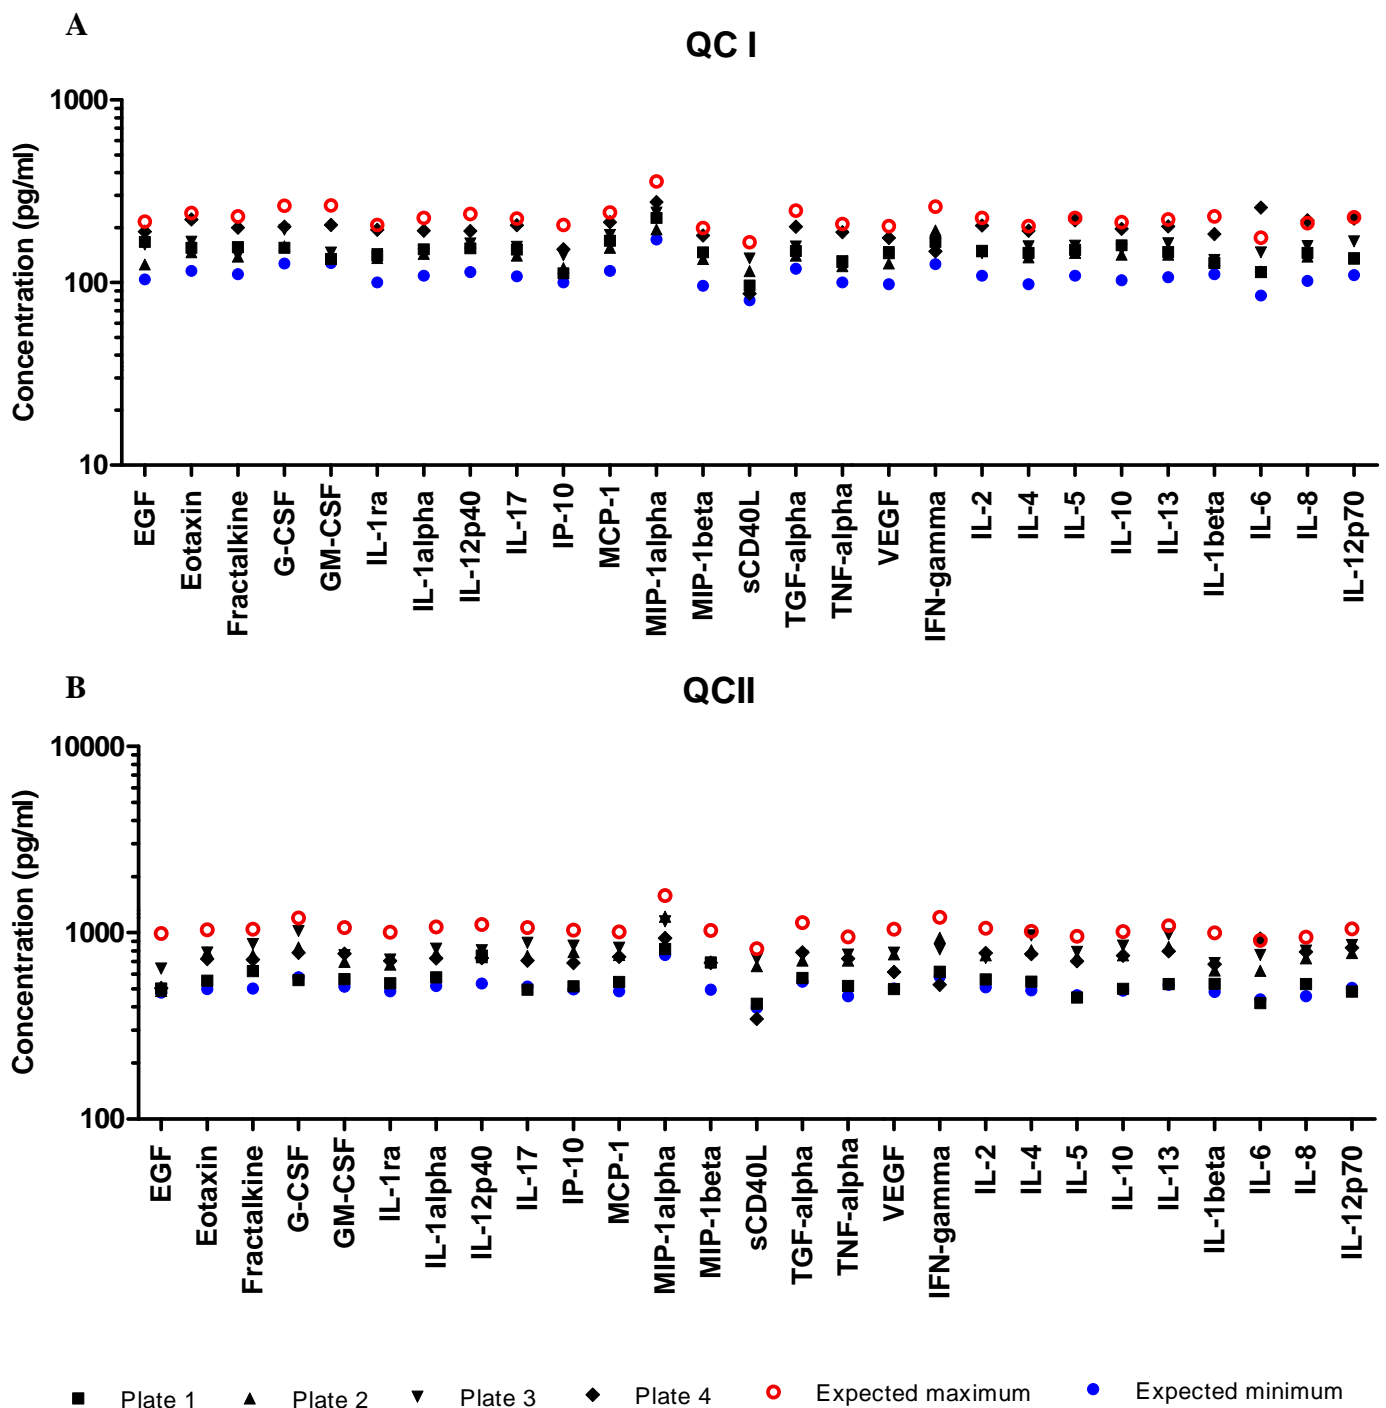 A
QC I
Concentration (pg/ml)
1000
100
10
EGF
Eotaxin
Fractalkine
G-CSF
GM-CSF
IL-1ra
IL-1alpha
IL-12p40
IL-17
IP-10
MCP-1
MIP-1alpha
MIP-1beta
sCD40L
TGF-alpha
TNF-alpha
VEGF
IFN-gamma
IL-2
IL-4
IL-5
IL-10
IL-13
IL-1beta
IL-6
IL-8
IL-12p70
B
QCII
Concentration (pg/ml)
10000
1000
100
EGF
Eotaxin
Fractalkine
G-CSF
GM-CSF
IL-1ra
IL-1alpha
IL-12p40
IL-17
IP-10
MCP-1
MIP-1alpha
MIP-1beta
sCD40L
TGF-alpha
TNF-alpha
VEGF
IFN-gamma
IL-2
IL-4
IL-5
IL-10
IL-13
IL-1beta
IL-6
IL-8
IL-12p70
Plate 1 Plate 2 Plate 3 Plate 4 Expected maximum Expected minimum